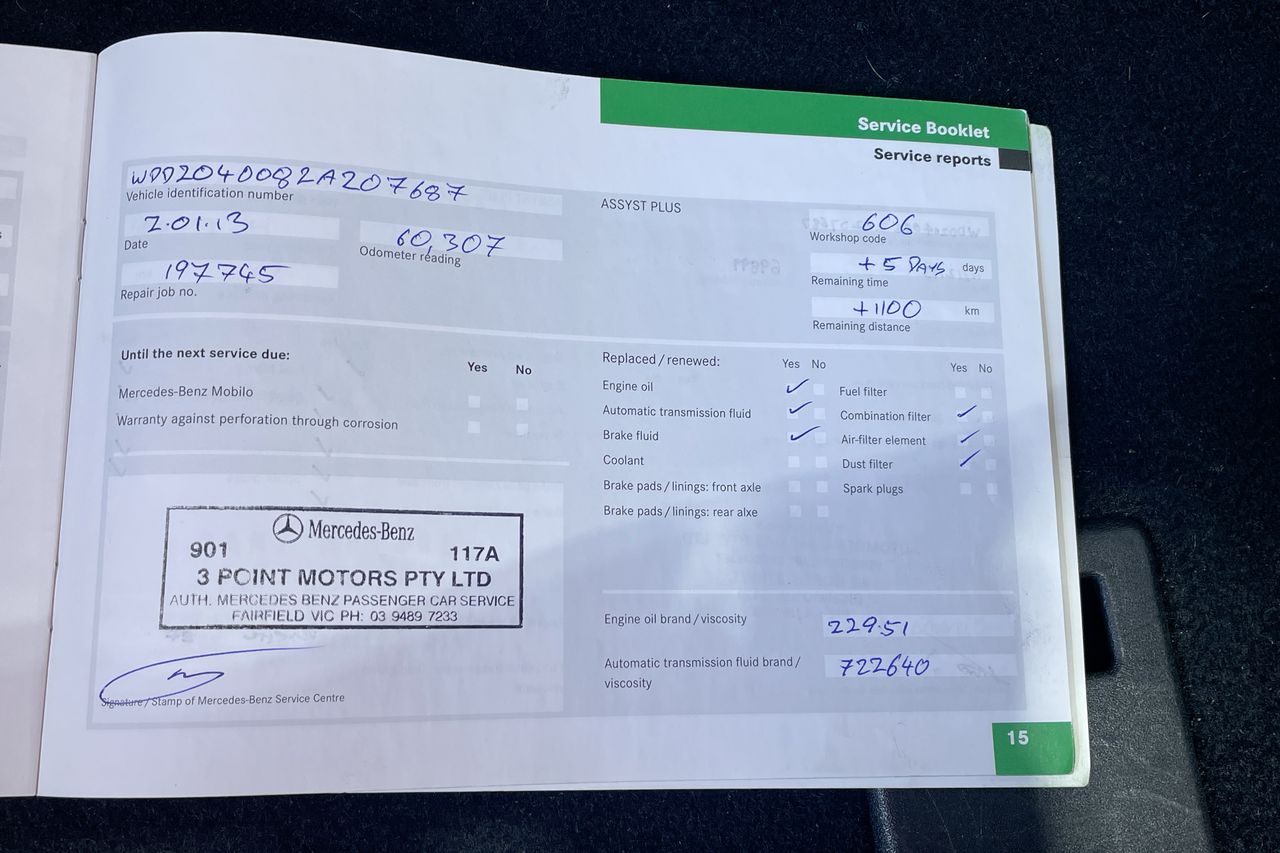 Service Booklet
Service reports
WDD2040082A207687
Vehicle identification number
ASSYST PLUS
2.01.13
Date
60,307
Odometer reading
606
Workshop code
197745
Repair job no.
+5 DAYS days
Remaining time
+1100 km
Remaining distance
Until the next service due: Yes No
Mercedes-Benz Mobilo
Warranty against perforation through corrosion
Replaced / renewed: Yes No Yes No
Engine oil Fuel filter
Automatic transmission fluid Combination filter
Brake fluid Air-filter element
Coolant Dust filter
Brake pads / linings: front axle Spark plugs
Brake pads / linings: rear alxe
Mercedes-Benz
901 117A
3 POINT MOTORS PTY LTD
AUTH. MERCEDES BENZ PASSENGER CAR SERVICE
FAIRFIELD VIC PH: 03 9489 7233
Signature / Stamp of Mercedes-Benz Service Centre
Engine oil brand / viscosity 229.51
Automatic transmission fluid brand / viscosity 722640
15